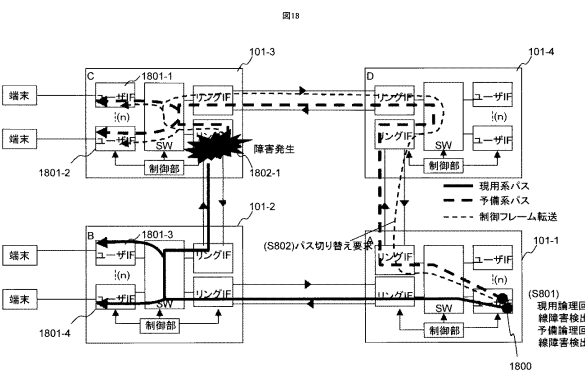 図18
101-3
101-4
C
1801-1
D
端末
ユーザIF
リングIF
リングIF
ユーザIF
(n)
(n)
端末
ユーザIF
障害発生
リングIF
ユーザIF
SW
SW
1801-2
制御部
1802-1
制御部
101-2
現用系パス
予備系パス
制御フレーム転送
B
1801-3
(S802)パス切り替え要求
A
101-1
端末
ユーザIF
リングIF
リングIF
ユーザIF
(n)
(n)
(S801)
端末
ユーザIF
リングIF
リングIF
現用論理回
線障害検出
SW
SW
予備論理回
1801-4
制御部
制御部
線障害検出
1800